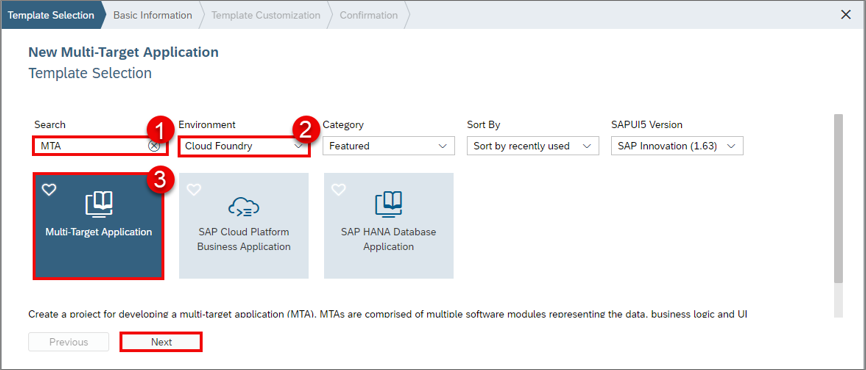 Template Selection
Basic Information
Template Customization
Confirmation
New Multi-Target Application
Template Selection
Search
1
Environment
2
Category
Sort By
SAPUI5 Version
MTA
Cloud Foundry
Featured
Sort by recently used
SAP Innovation (1.63)
3
Multi-Target Application
SAP Cloud Platform
Business Application
SAP HANA Database
Application
Create a project for developing a multi-target application (MTA). MTAs are comprised of multiple software modules representing the data, business logic and UI
Previous
Next